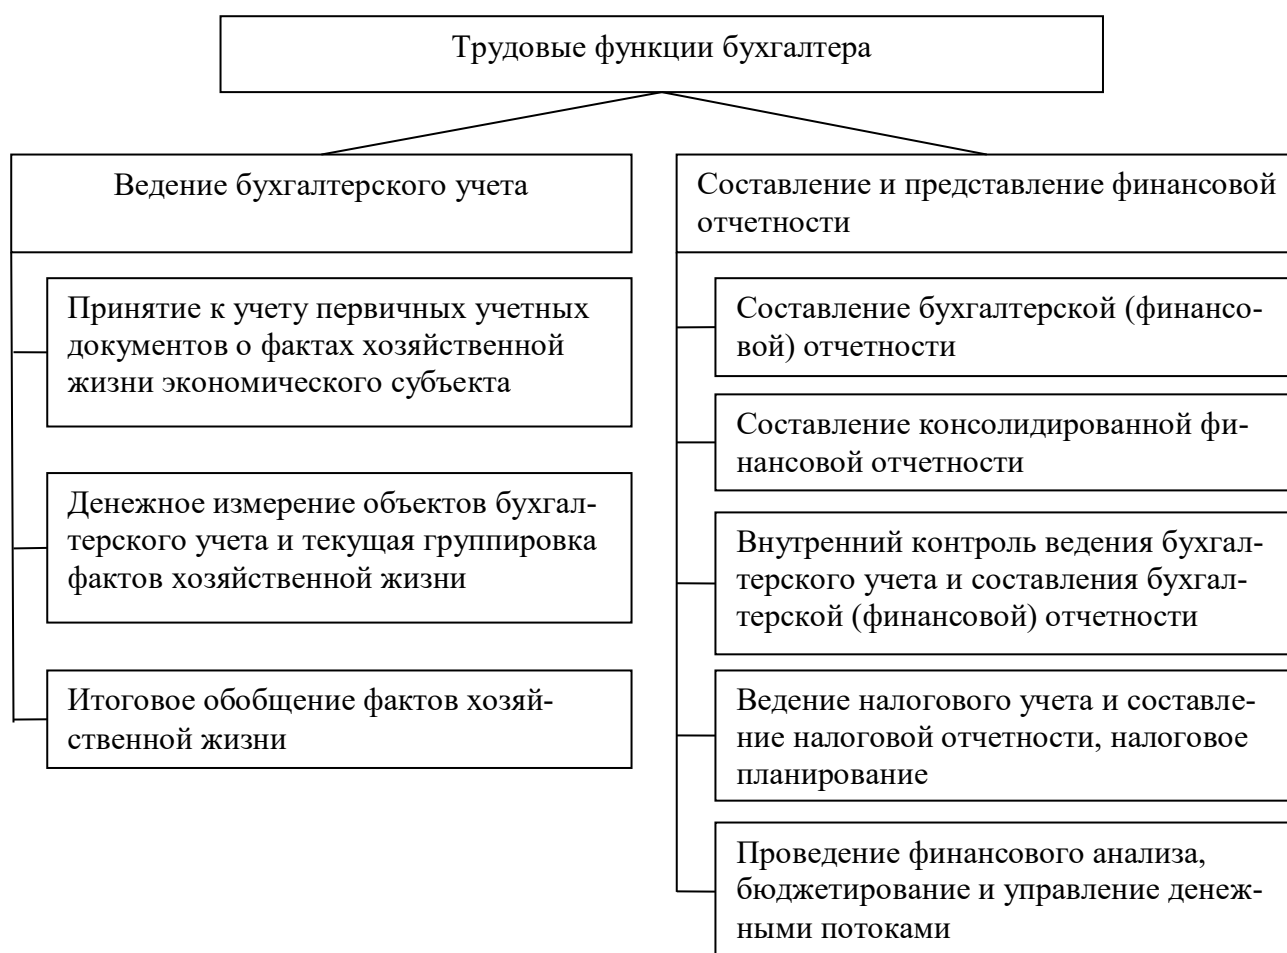 Трудовые функции бухгалтера
Ведение бухгалтерского учета
Принятие к учету первичных учетных
документов о фактах хозяйственной
жизни экономического субъекта
Денежное измерение объектов бухгал-
терского учета и текущая группировка
фактов хозяйственной жизни
Итоговое обобщение фактов хозяй-
ственной жизни
Составление и представление финансовой
отчетности
Составление бухгалтерской (финансо-
вой) отчетности
Составление консолидированной фи-
нансовой отчетности
Внутренний контроль ведения бухгал-
терского учета и составления бухгал-
терской (финансовой) отчетности
Ведение налогового учета и составле-
ние налоговой отчетности, налоговое
планирование
Проведение финансового анализа,
бюджетирование и управление денеж-
ными потоками